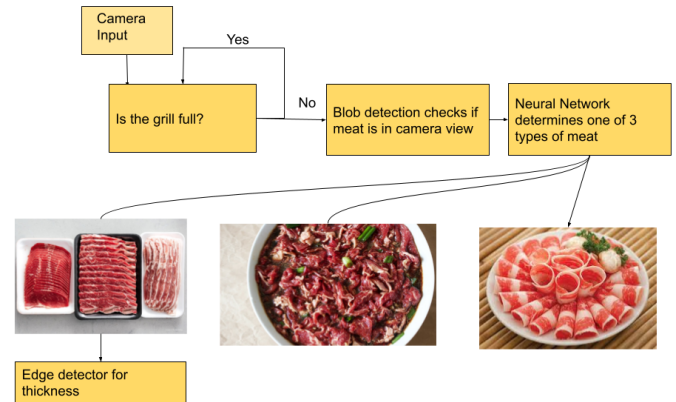 Camera
Input
Yes
Is the grill full?
No
Blob detection checks if
meat is in camera view
Neural Network
determines one of 3
types of meat
Edge detector for
thickness